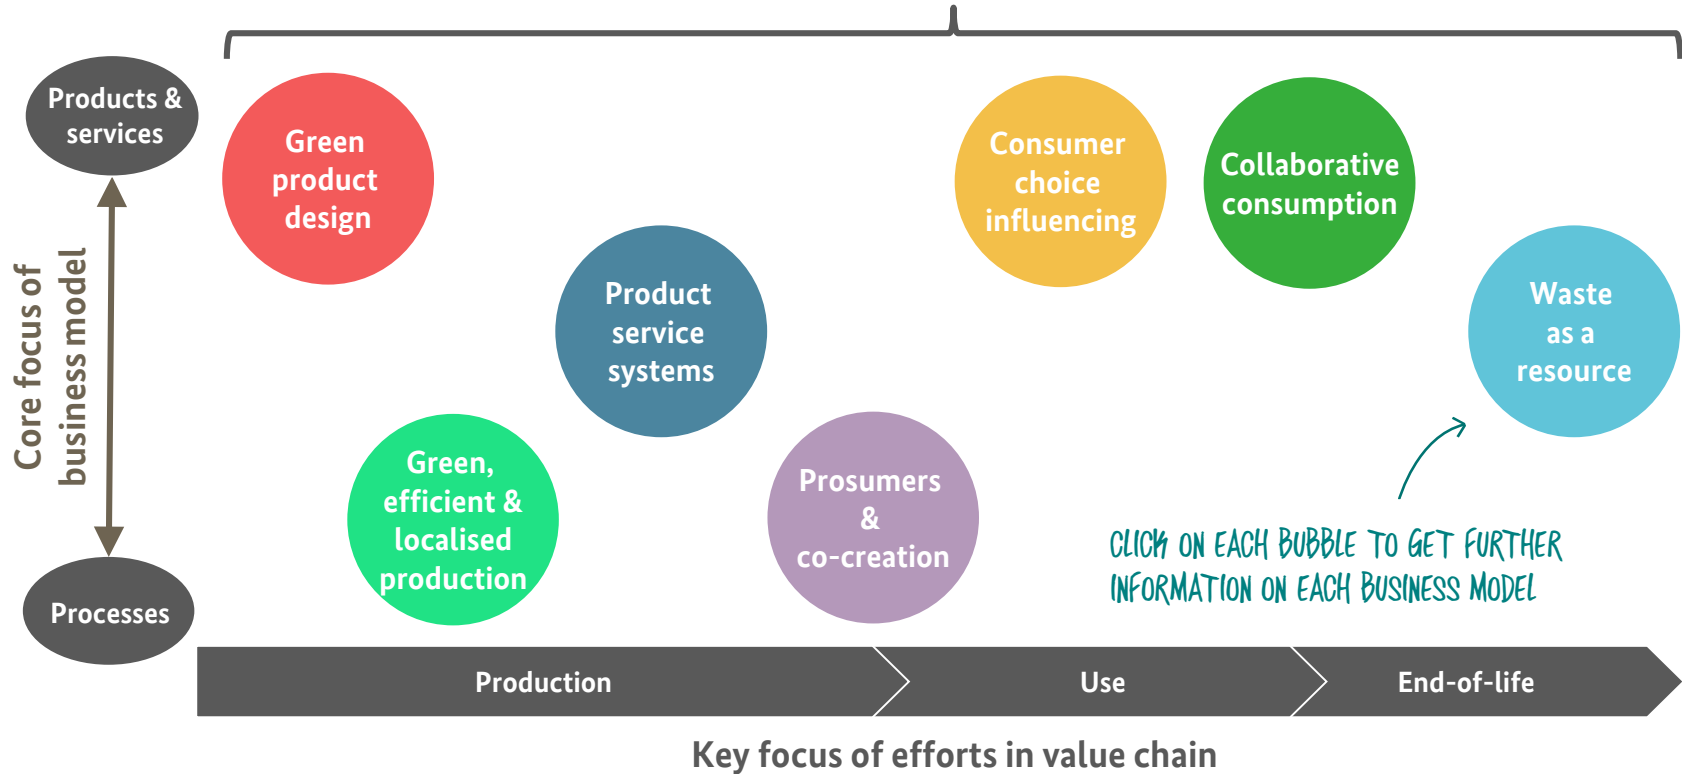 Products &
services
Green
product
design
Consumer
choice
influencing
Collaborative
consumption
Core focus of
business model
Product
service
systems
Waste
as a
resource
Green,
efficient &
localised
production
Prosumers
&
co-creation
CLICK ON EACH BUBBLE TO GET FURTHER
INFORMATION ON EACH BUSINESS MODEL
Processes
Production
Use
End-of-life
Key focus of efforts in value chain